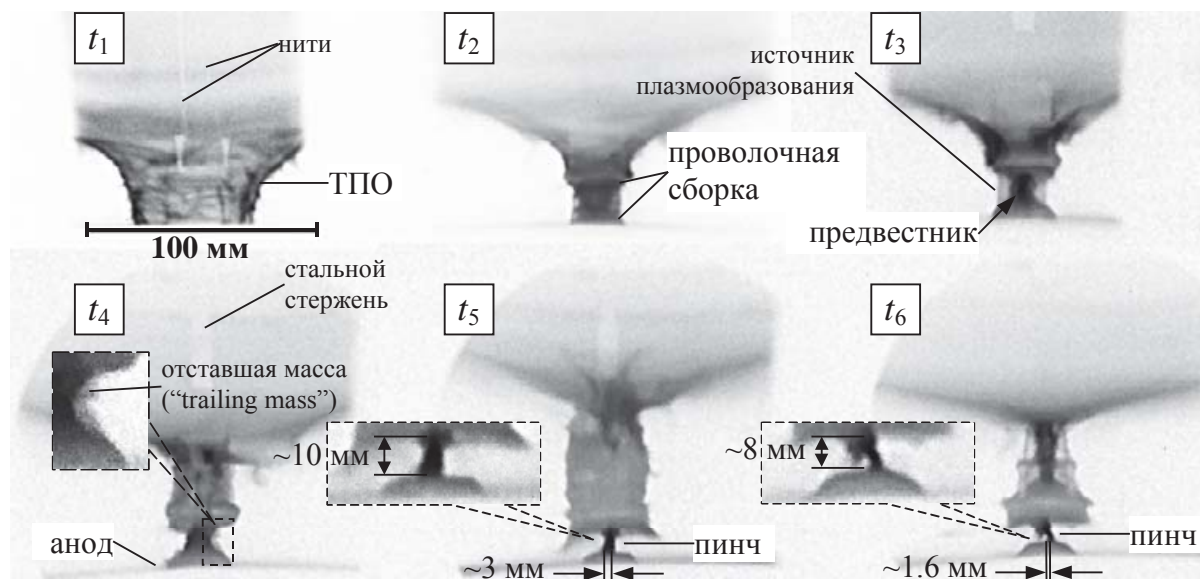 t1
нити
ТПО
100 мм
t2
проволочная
сборка
t3
источник
плазмообразования
предвестник
t4
стальной
стержень
отставшая масса
(“trailing mass”)
анод
t5
~10 мм
пинч
~3 мм
t6
~8 мм
пинч
~1.6 мм